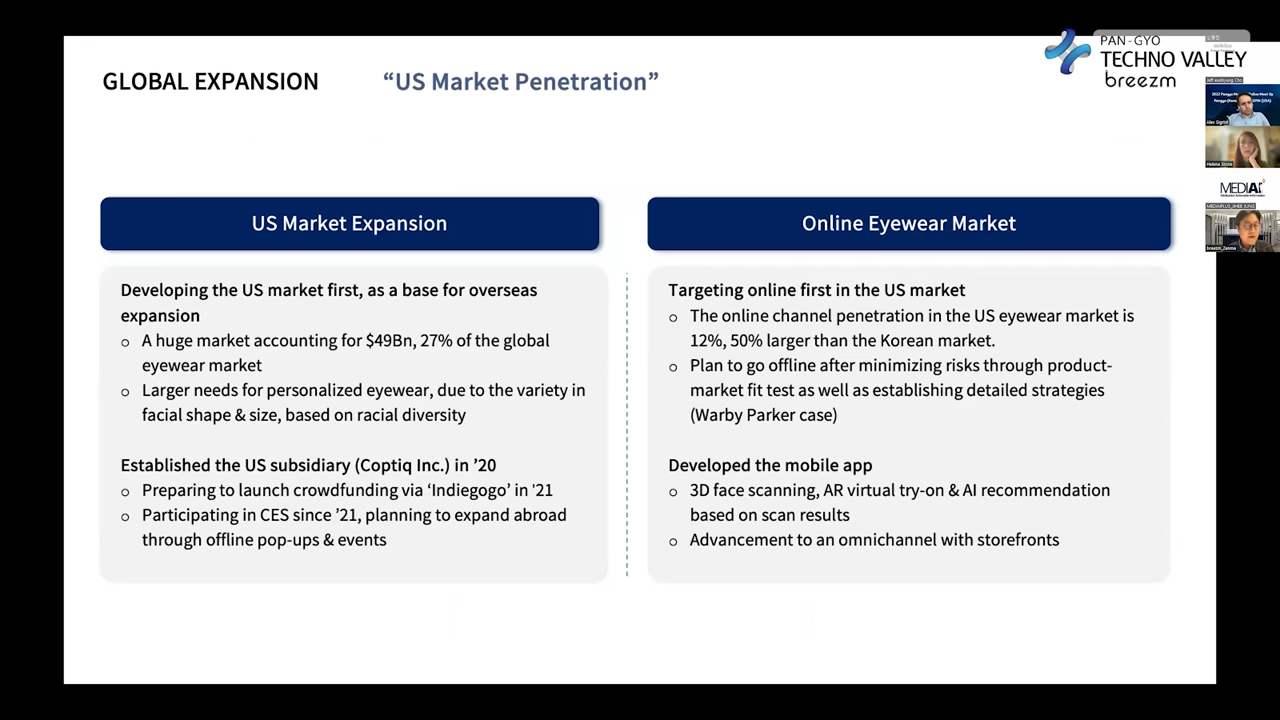 GLOBAL EXPANSION
“US Market Penetration”
PAN-GYO
TECHNO VALLEY
breezm
US Market Expansion
Developing the US market first, as a base for overseas
expansion
o A huge market accounting for $49Bn, 27% of the global
eyewear market
o Larger needs for personalized eyewear, due to the variety in
facial shape & size, based on racial diversity
Established the US subsidiary (Coptiq Inc.) in ’20
o Preparing to launch crowdfunding via ‘Indiegogo’ in '21
o Participating in CES since ’21, planning to expand abroad
through offline pop-ups & events
Online Eyewear Market
Targeting online first in the US market
o The online channel penetration in the US eyewear market is
12%, 50% larger than the Korean market.
o Plan to go offline after minimizing risks through product-
market fit test as well as establishing detailed strategies
(Warby Parker case)
Developed the mobile app
o 3D face scanning, AR virtual try-on & AI recommendation
based on scan results
o Advancement to an omnichannel with storefronts
Alex Sigrist
Helena Stone
MEDIAI
MEDIAIPLUS_JIHEE JUNG
breezm_Zenma